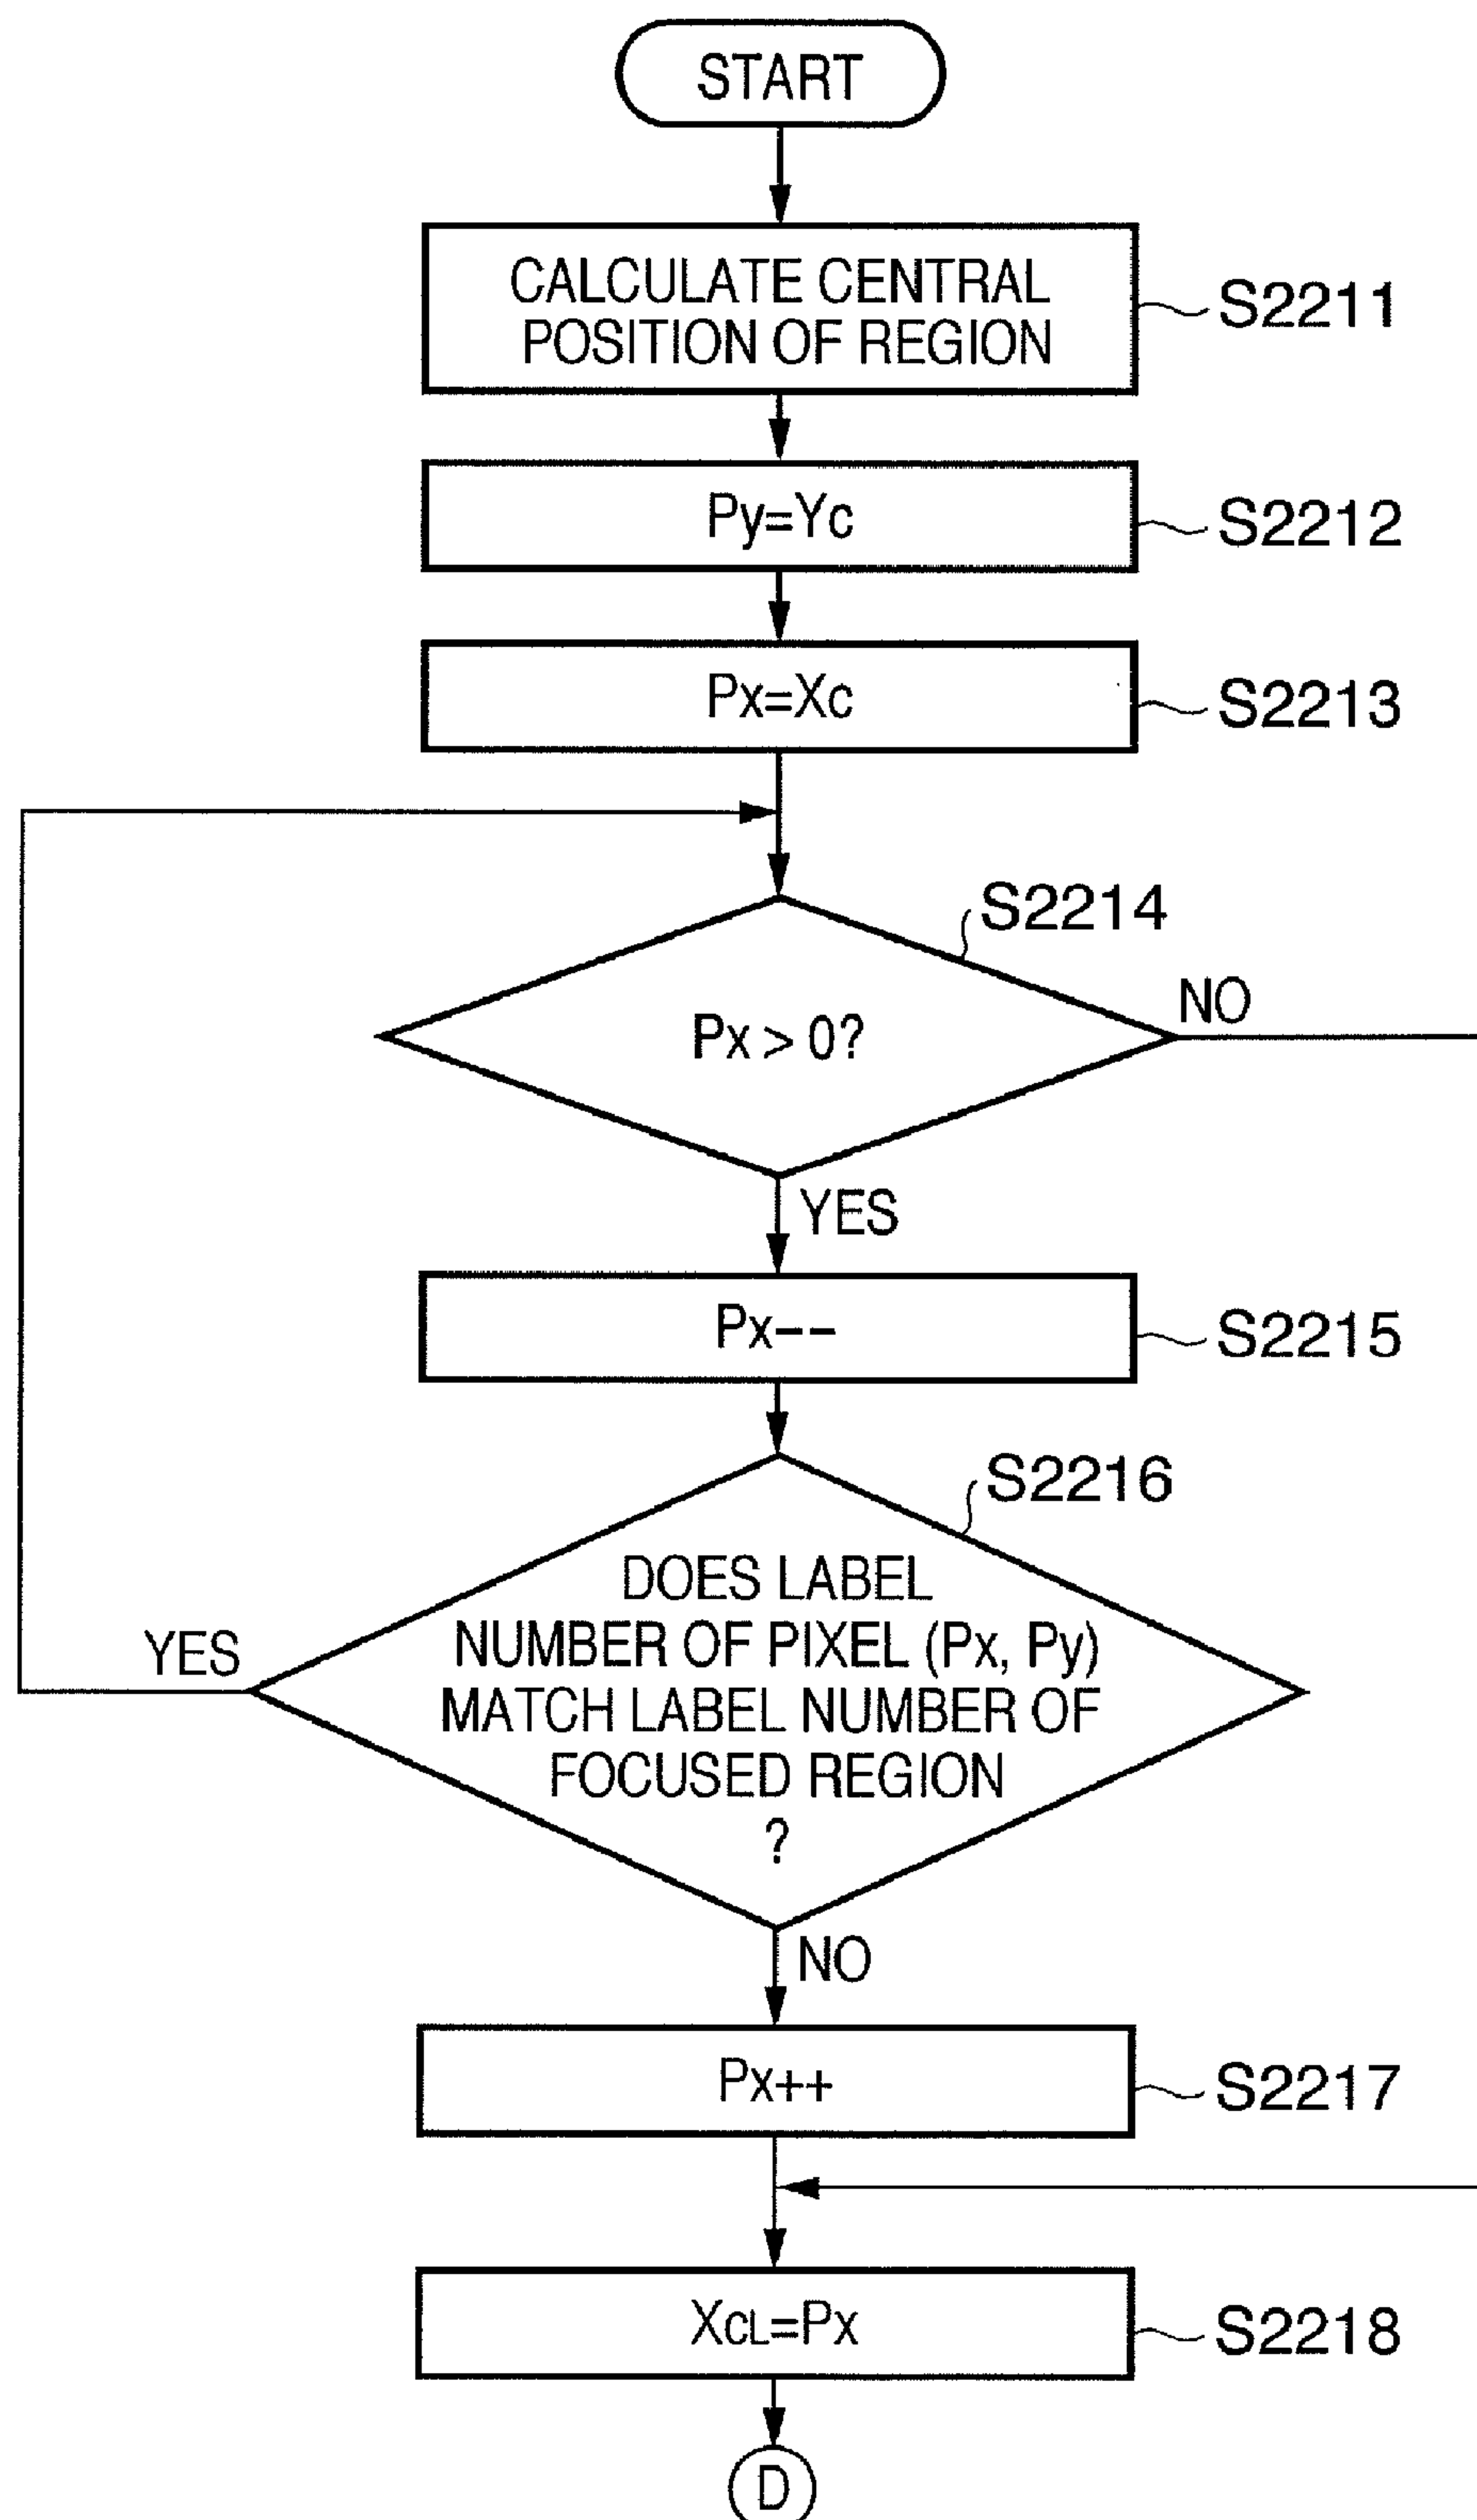 START
CALCULATE CENTRAL
POSITION OF REGION
S2211
Py=Yc
S2212
Px=Xc
S2213
S2214
Px > 0?
NO
YES
Px--
S2215
S2216
DOES LABEL
NUMBER OF PIXEL (Px, Py)
MATCH LABEL NUMBER OF
FOCUSED REGION
?
YES
NO
Px++
S2217
XCL=Px
S2218
D